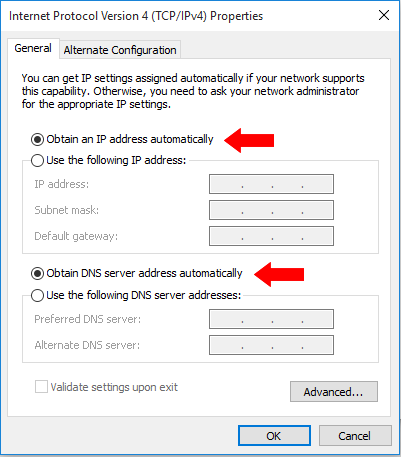 Internet Protocol Version 4 (TCP/IPv4) Properties
General
Alternate Configuration
You can get IP settings assigned automatically if your network supports
this capability. Otherwise, you need to ask your network administrator
for the appropriate IP settings.
Obtain an IP address automatically
Use the following IP address:
IP address:
Subnet mask:
Default gateway:
Obtain DNS server address automatically
Use the following DNS server addresses:
Preferred DNS server:
Alternate DNS server:
Validate settings upon exit
Advanced...
OK
Cancel